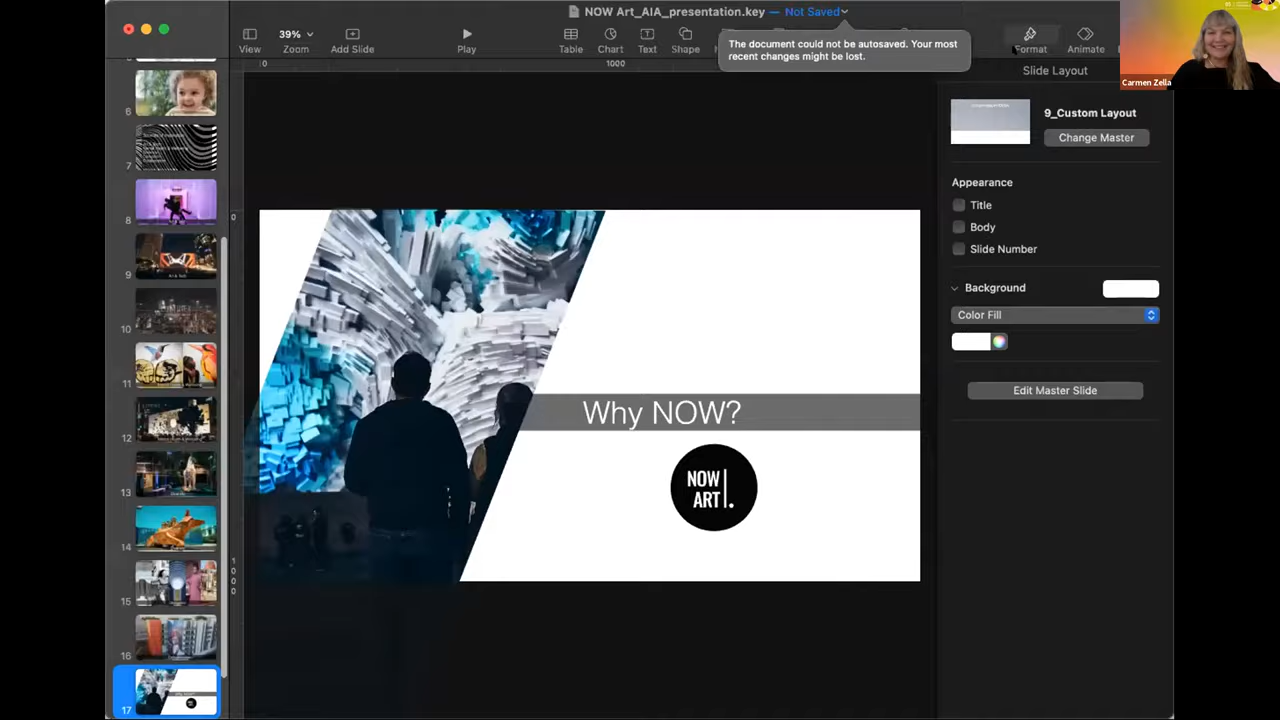 NOW Art_AIA_presentation.key — Not Saved
View
39%
Zoom
Add Slide
Play
Table
Chart
Text
Shape
The document could not be autosaved. Your most
recent changes might be lost.
Format
Animate
Carmen Zella
0
1000
Slide Layout
9_Custom Layout
Change Master
Appearance
Title
Body
Slide Number
Background
Color Fill
Edit Master Slide
6
7
8
9
10
11
12
13
14
15
16
17
0
1000
Why NOW?
NOW
ART